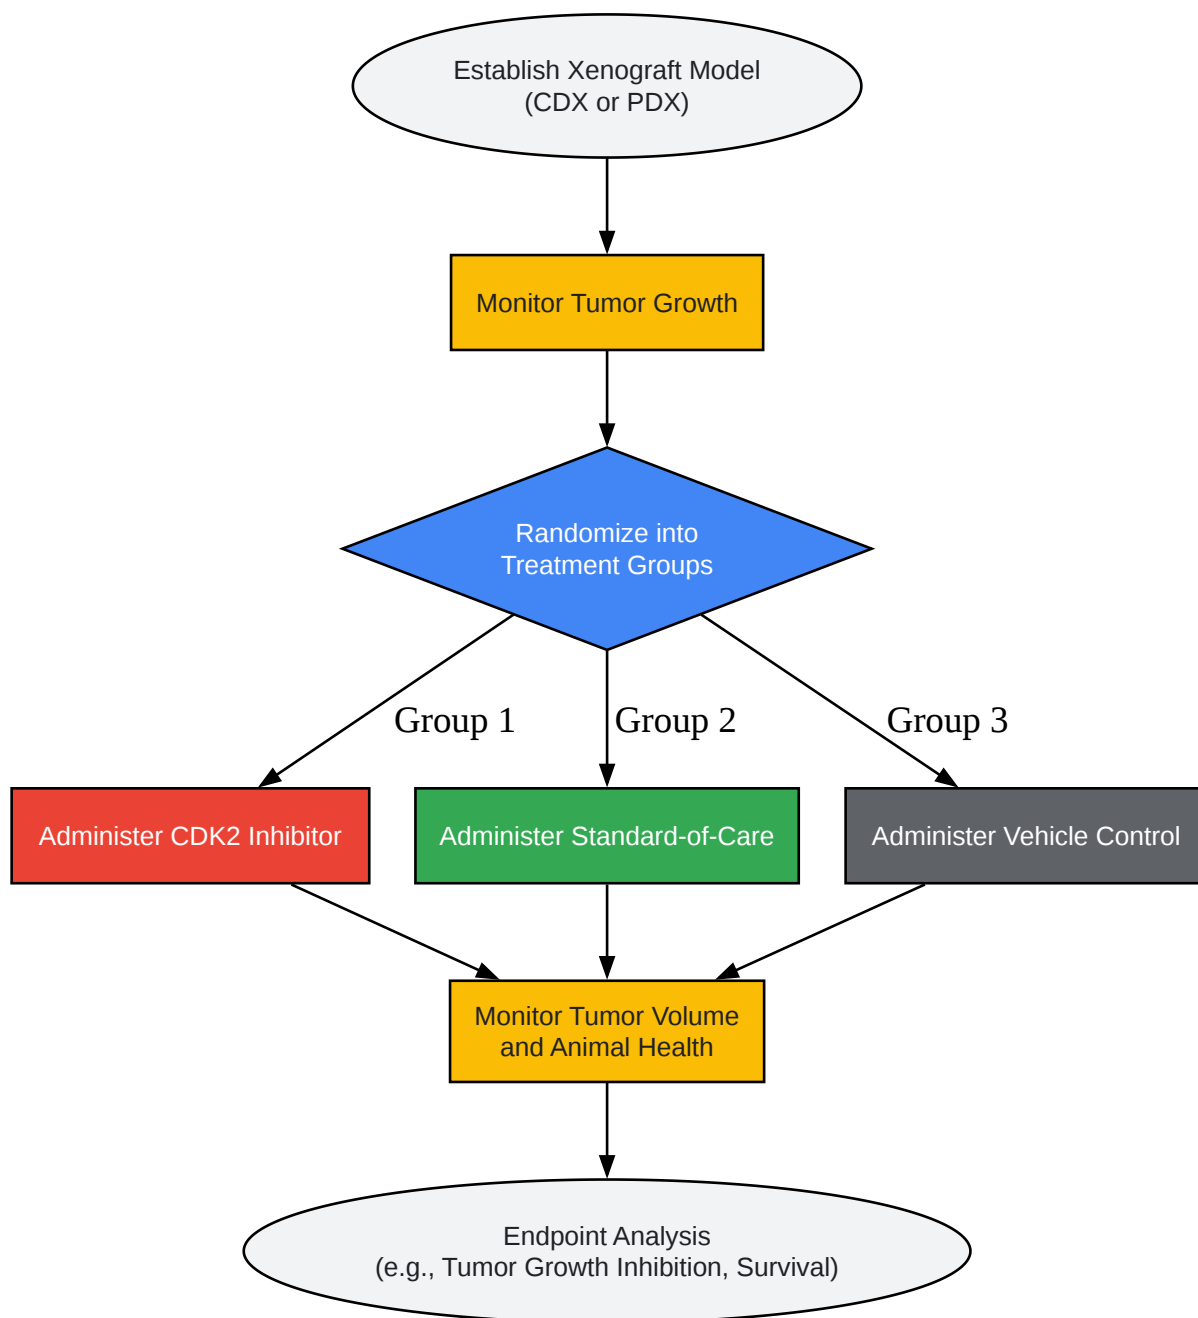 Establish Xenograft Model
(CDX or PDX)
Monitor Tumor Growth
Randomize into
Treatment Groups
Group 1
Group 2
Group 3
Administer CDK2 Inhibitor
Administer Standard-of-Care
Administer Vehicle Control
Monitor Tumor Volume
and Animal Health
Endpoint Analysis
(e.g., Tumor Growth Inhibition, Survival)